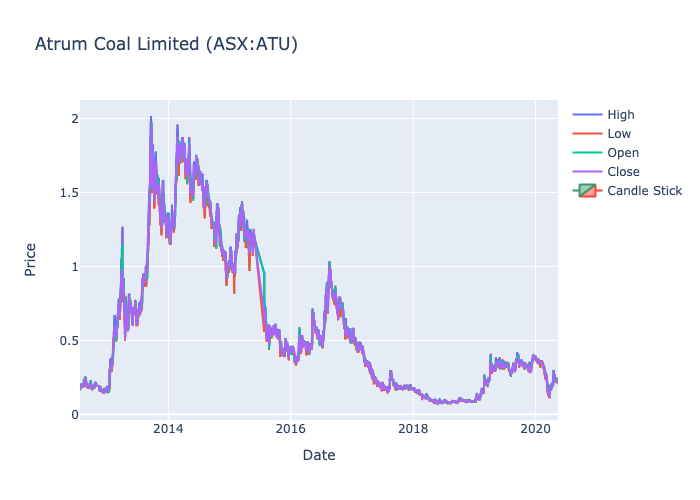 Atrum Coal Limited (ASX:ATU)
2
1.5
1
0.5
0
Price
2014
2016
2018
2020
Date
High
Low
Open
Close
Candle Stick